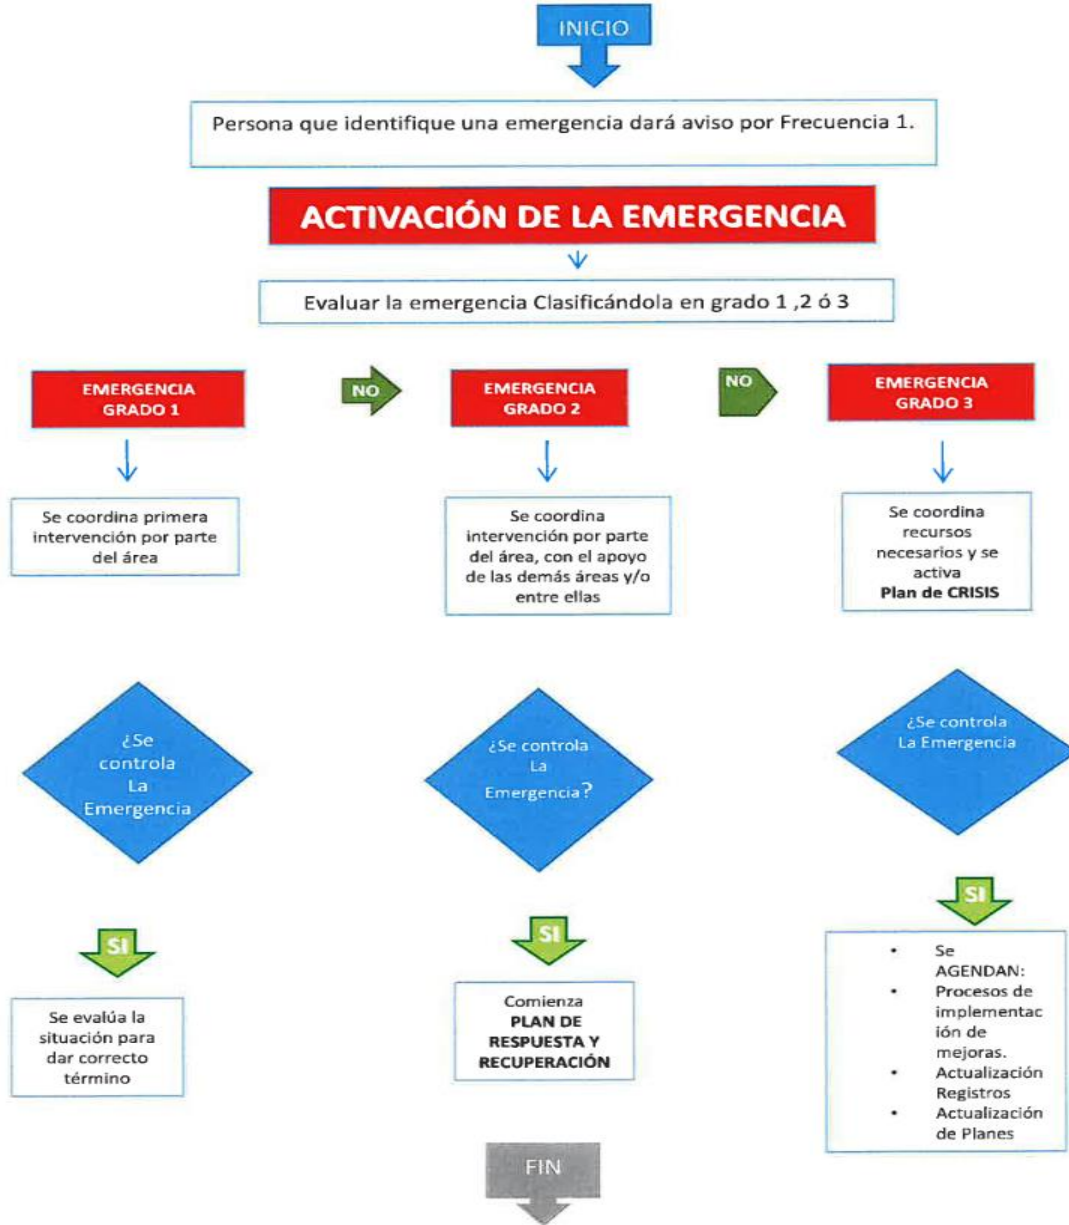 INICIO
Persona que identifique una emergencia dará aviso por Frecuencia 1.
ACTIVACIÓN DE LA EMERGENCIA
Evaluar la emergencia Clasificándola en grado 1 ,2 ó 3
EMERGENCIA
GRADO 1
NO
EMERGENCIA
GRADO 2
NO
EMERGENCIA
GRADO 3
Se coordina primera
intervención por parte
del área
Se coordina
intervención por parte
del área, con el apoyo
de las demás áreas y/o
entre ellas
Se coordina
recursos
necesarios y se
activa
Plan de CRISIS
¿Se
controla
La
Emergencia
¿Se controla
La
Emergencia?
¿Se controla
La Emergencia
SI
Se evalúa la
situación para
dar correcto
término
SI
Comienza
PLAN DE
RESPUESTA Y
RECUPERACIÓN
SI
• Se
AGENDAN:
• Procesos de
implementac
ión de
mejoras.
• Actualización
Registros
• Actualización
de Planes
FIN